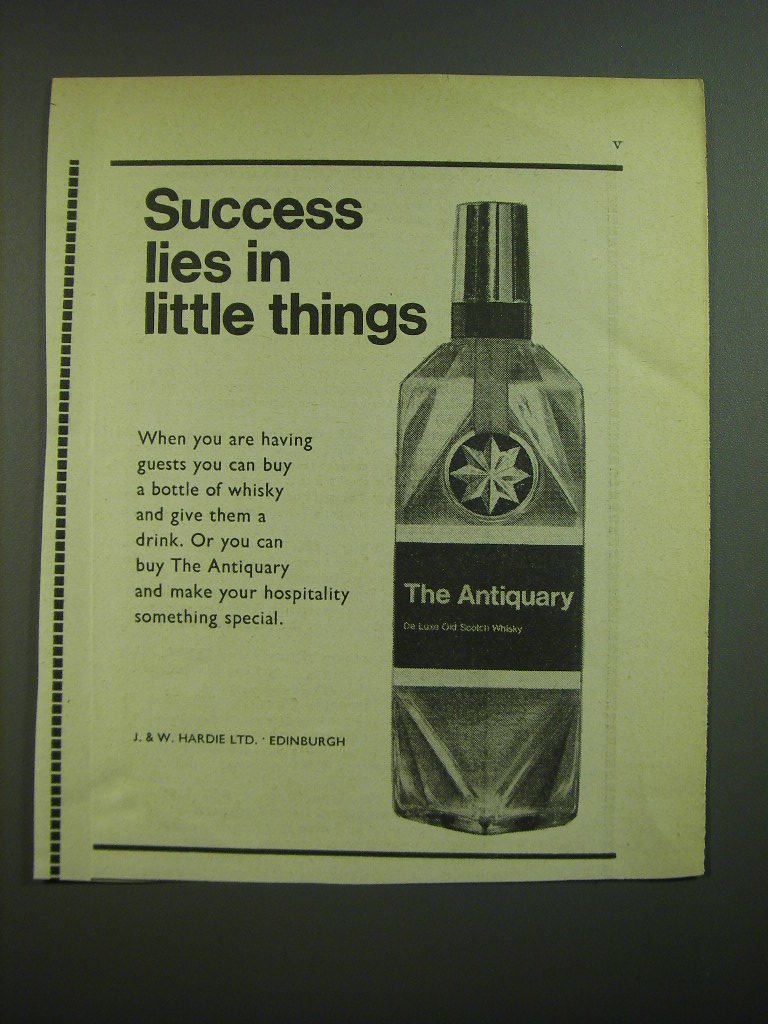 V
Success
lies in
little things
When you are having
guests you can buy
a bottle of whisky
and give them a
drink. Or you can
buy The Antiquary
and make your hospitality
something special.
J. & W. HARDIE LTD. · EDINBURGH
The Antiquary
De Luxe Old Scotch Whisky